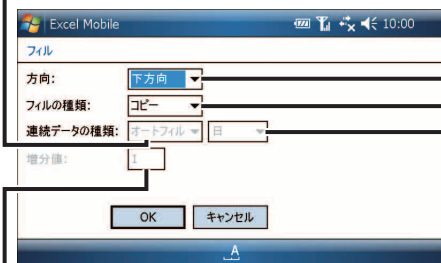 Excel Mobile 10:00
フィル
方向: 下方向
フィルの種類: コピー
連続データの種類: オートフィル 日
増分値: 1
OK キャンセル
A